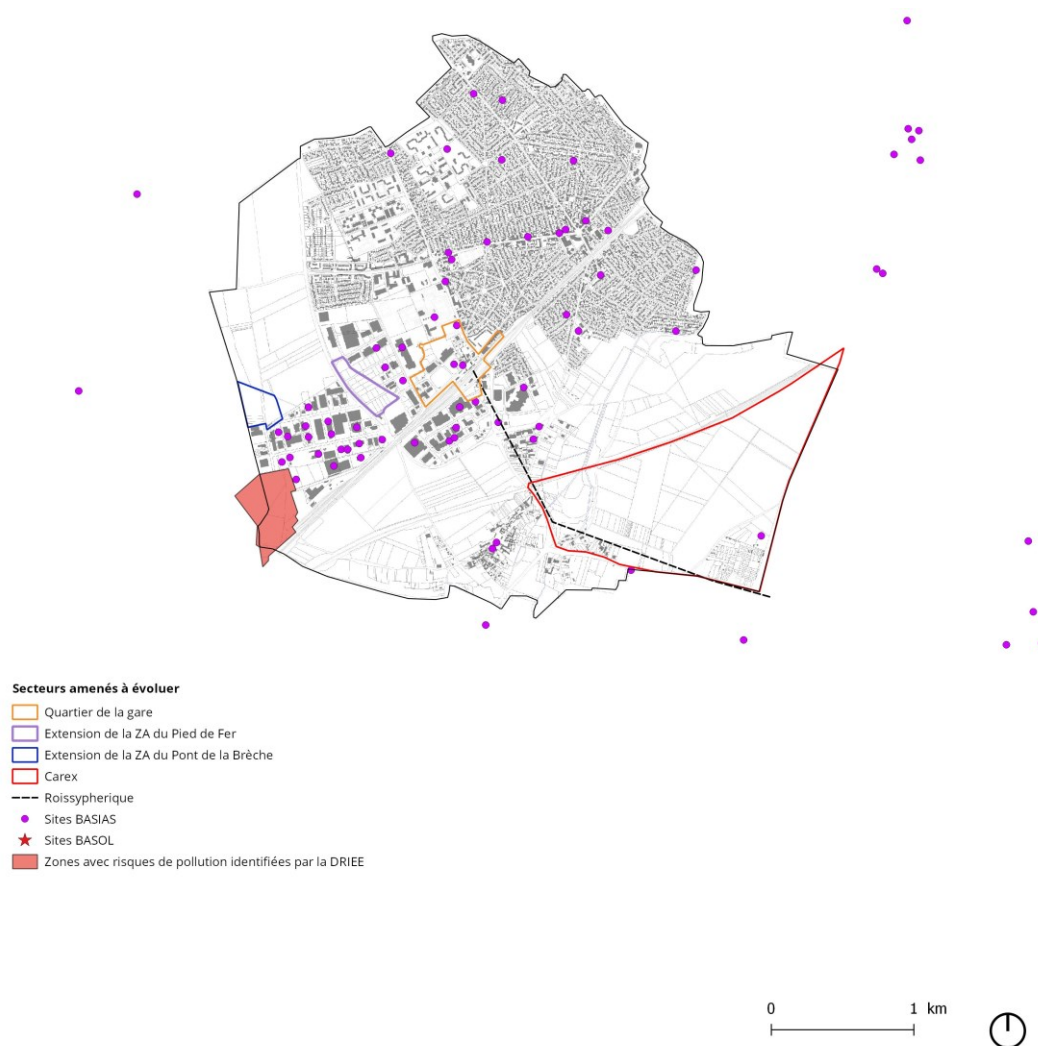 Secteurs amenés à évoluer
Quartier de la gare
Extension de la ZA du Pied de Fer
Extension de la ZA du Pont de la Brèche
Carex
Roissypherique
Sites BASIAS
Sites BASOL
Zones avec risques de pollution identifiées par la DRIEE
0 1 km